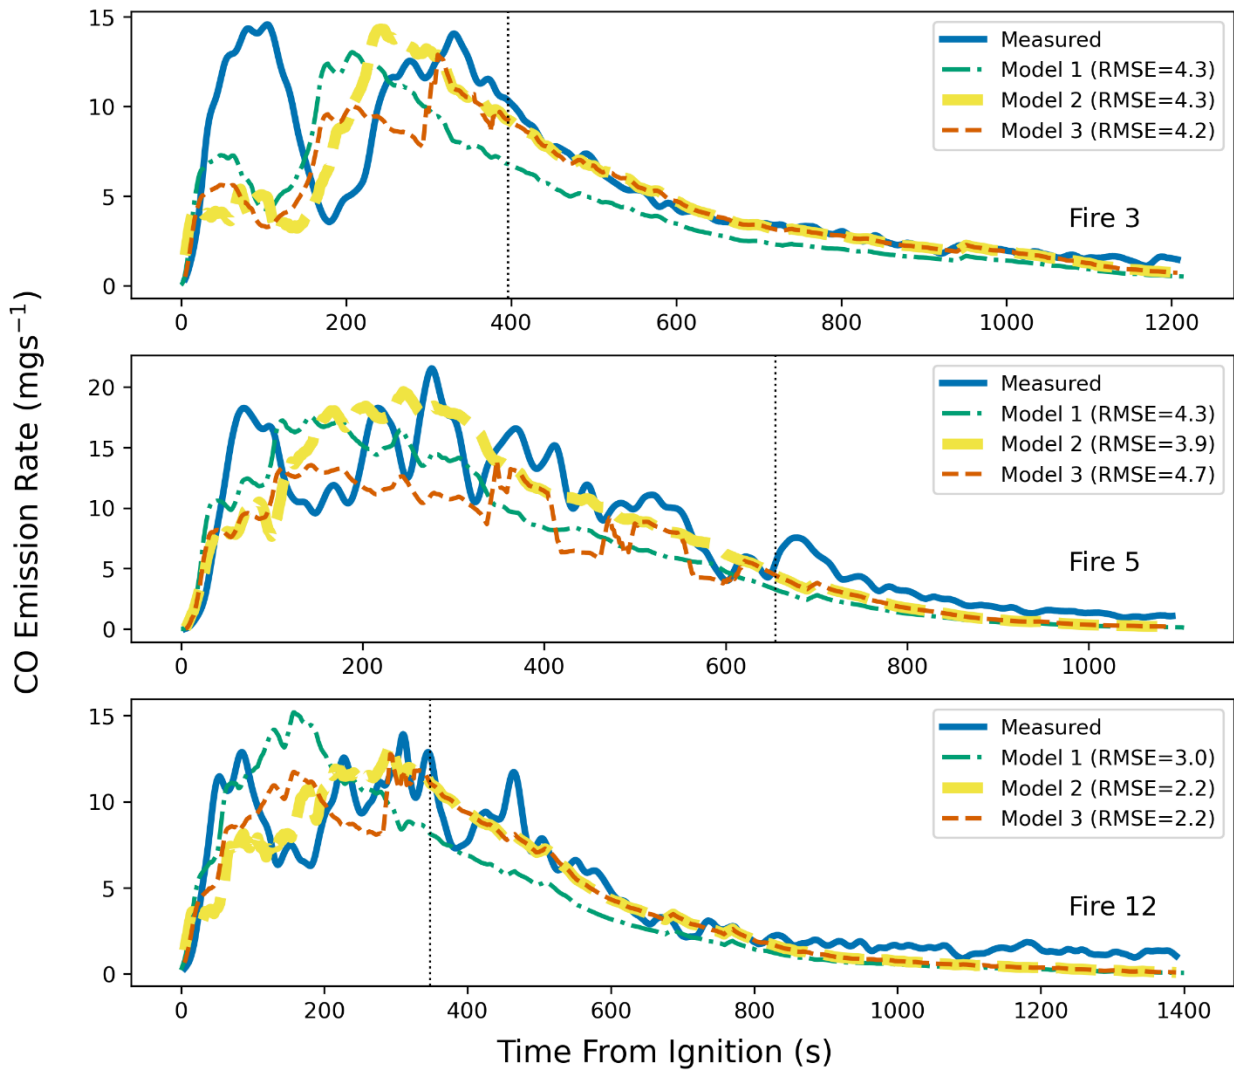 CO Emission Rate (mgs⁻¹)
15
10
5
0
Measured
Model 1 (RMSE=4.3)
Model 2 (RMSE=4.3)
Model 3 (RMSE=4.2)
Fire 3
0 200 400 600 800 1000 1200
20
15
10
5
0
Measured
Model 1 (RMSE=4.3)
Model 2 (RMSE=3.9)
Model 3 (RMSE=4.7)
Fire 5
0 200 400 600 800 1000
15
10
5
0
Measured
Model 1 (RMSE=3.0)
Model 2 (RMSE=2.2)
Model 3 (RMSE=2.2)
Fire 12
0 200 400 600 800 1000 1200 1400
Time From Ignition (s)